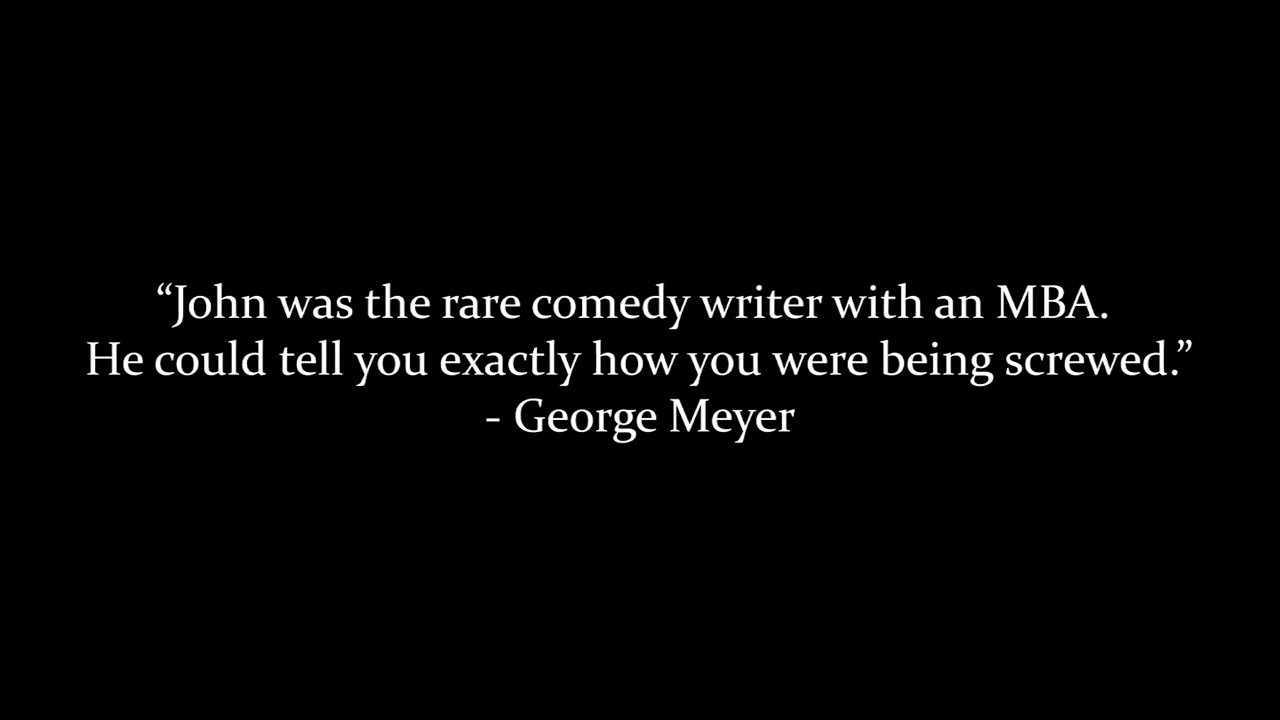 “John was the rare comedy writer with an MBA.
He could tell you exactly how you were being screwed.”
- George Meyer